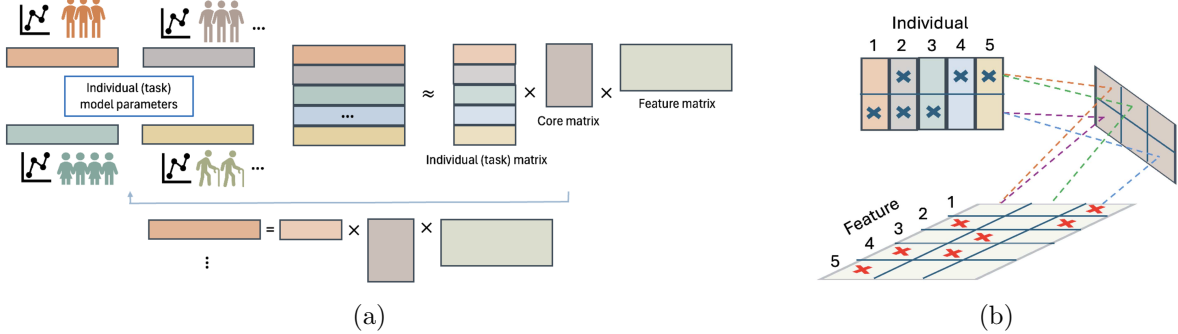 ...
Individual (task)
model parameters
...
...
≈
×
×
Core matrix
Feature matrix
Individual (task) matrix
=
×
×
⋮
(a)
Individual
1 2 3 4 5
Feature
1
2
3
4
5
(b)